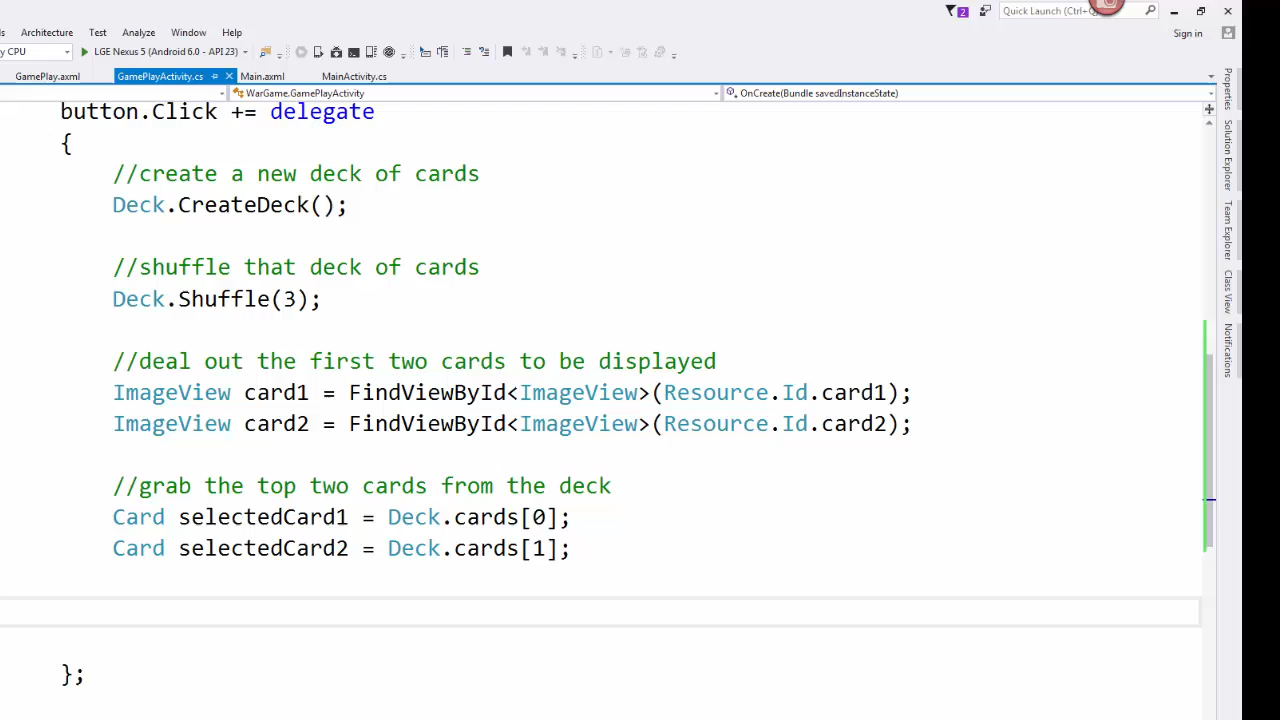 Quick Launch (Ctrl+
2
Architecture Test Analyze Window Help
Sign in
y CPU LGE Nexus 5 (Android 6.0 - API 23)
GamePlay.axml GamePlayActivity.cs Main.axml MainActivity.cs
WarGame.GamePlayActivity OnCreate(Bundle savedInstanceState)
button.Click += delegate
{
//create a new deck of cards
Deck.CreateDeck();
//shuffle that deck of cards
Deck.Shuffle(3);
//deal out the first two cards to be displayed
ImageView card1 = FindViewById<ImageView>(Resource.Id.card1);
ImageView card2 = FindViewById<ImageView>(Resource.Id.card2);
//grab the top two cards from the deck
Card selectedCard1 = Deck.cards[0];
Card selectedCard2 = Deck.cards[1];
};
Properties
Solution Explorer
Team Explorer
Class View
Notifications